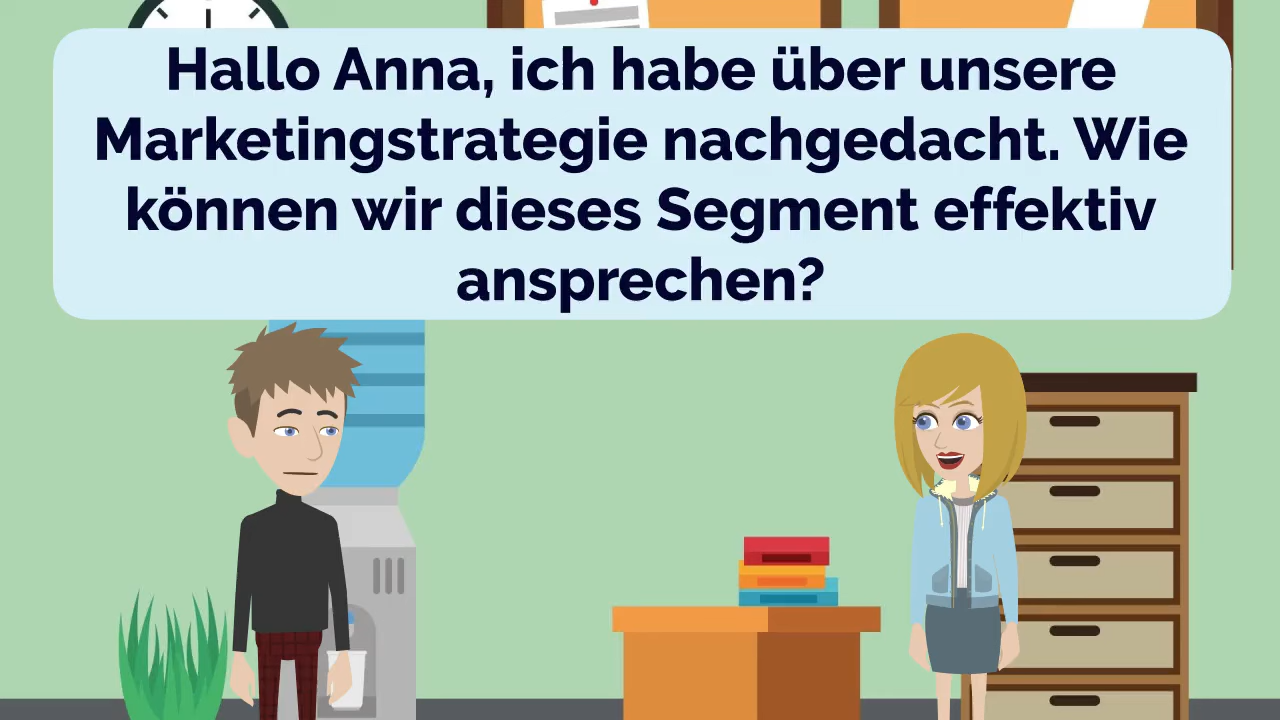 Hallo Anna, ich habe über unsere
Marketingstrategie nachgedacht. Wie
können wir dieses Segment effektiv
ansprechen?